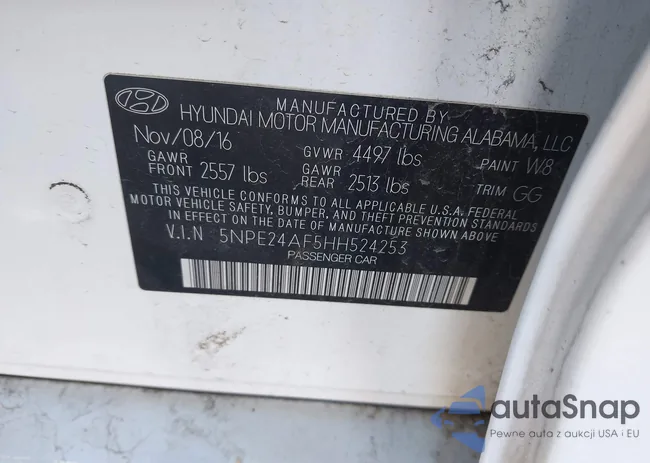 MANUFACTURED BY
HYUNDAI MOTOR MANUFACTURING ALABAMA, LLC
Nov/08/16 GVWR 4497 lbs PAINT W8
GAWR FRONT 2557 lbs GAWR REAR 2513 lbs TRIM GG
THIS VEHICLE CONFORMS TO ALL APPLICABLE U.S.A. FEDERAL
MOTOR VEHICLE SAFETY, BUMPER, AND THEFT PREVENTION
STANDARDS IN EFFECT ON THE DATE OF MANUFACTURE SHOWN ABOVE
V.I.N 5NPE24AF5HH524253
PASSENGER CAR
autaSnap
Pewne auta z aukcji USA i EU